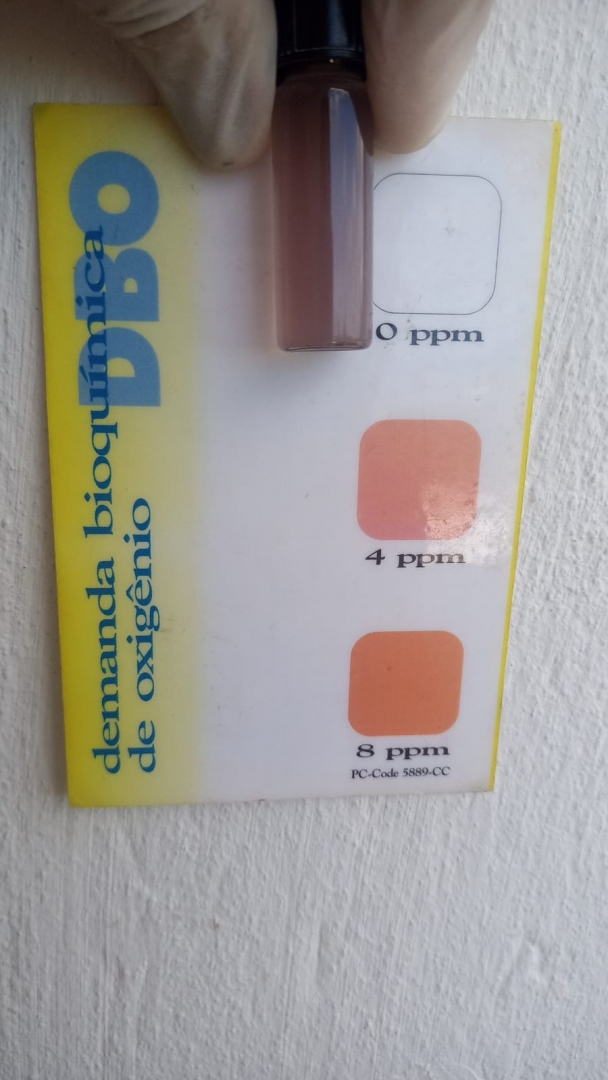 DBO
demanda bioquímica
de oxigênio
0 ppm
4 ppm
8 ppm
PC-Code 5889-CC